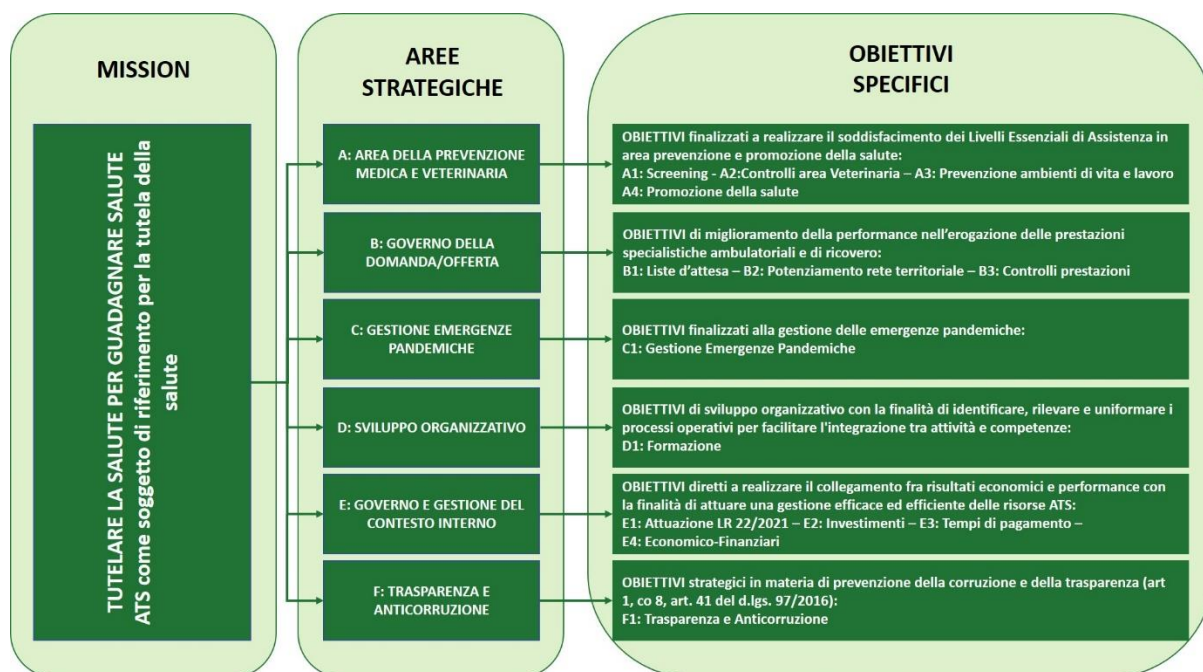 MISSION
TUTELARE LA SALUTE PER GUADAGNARE SALUTE
ATS come soggetto di riferimento per la tutela della
salute
AREE
STRATEGICHE
A: AREA DELLA PREVENZIONE
MEDICA E VETERINARIA
B: GOVERNO DELLA
DOMANDA/OFFERTA
C: GESTIONE EMERGENZE
PANDEMICHE
D: SVILUPPO ORGANIZZATIVO
E: GOVERNO E GESTIONE DEL
CONTESTO INTERNO
F: TRASPARENZA E
ANTICORRUZIONE
OBIETTIVI
SPECIFICI
OBIETTIVI finalizzati a realizzare il soddisfacimento dei Livelli Essenziali di Assistenza in
area prevenzione e promozione della salute:
A1: Screening - A2:Controlli area Veterinaria – A3: Prevenzione ambienti di vita e lavoro
A4: Promozione della salute
OBIETTIVI di miglioramento della performance nell’erogazione delle prestazioni
specialistiche ambulatoriali e di ricovero:
B1: Liste d’attesa – B2: Potenziamento rete territoriale – B3: Controlli prestazioni
OBIETTIVI finalizzati alla gestione delle emergenze pandemiche:
C1: Gestione Emergenze Pandemiche
OBIETTIVI di sviluppo organizzativo con la finalità di identificare, rilevare e uniformare i
processi operativi per facilitare l'integrazione tra attività e competenze:
D1: Formazione
OBIETTIVI diretti a realizzare il collegamento fra risultati economici e performance con
la finalità di attuare una gestione efficace ed efficiente delle risorse ATS:
E1: Attuazione LR 22/2021 – E2: Investimenti – E3: Tempi di pagamento –
E4: Economico-Finanziari
OBIETTIVI strategici in materia di prevenzione della corruzione e della trasparenza (art
1, co 8, art. 41 del d.lgs. 97/2016):
F1: Trasparenza e Anticorruzione